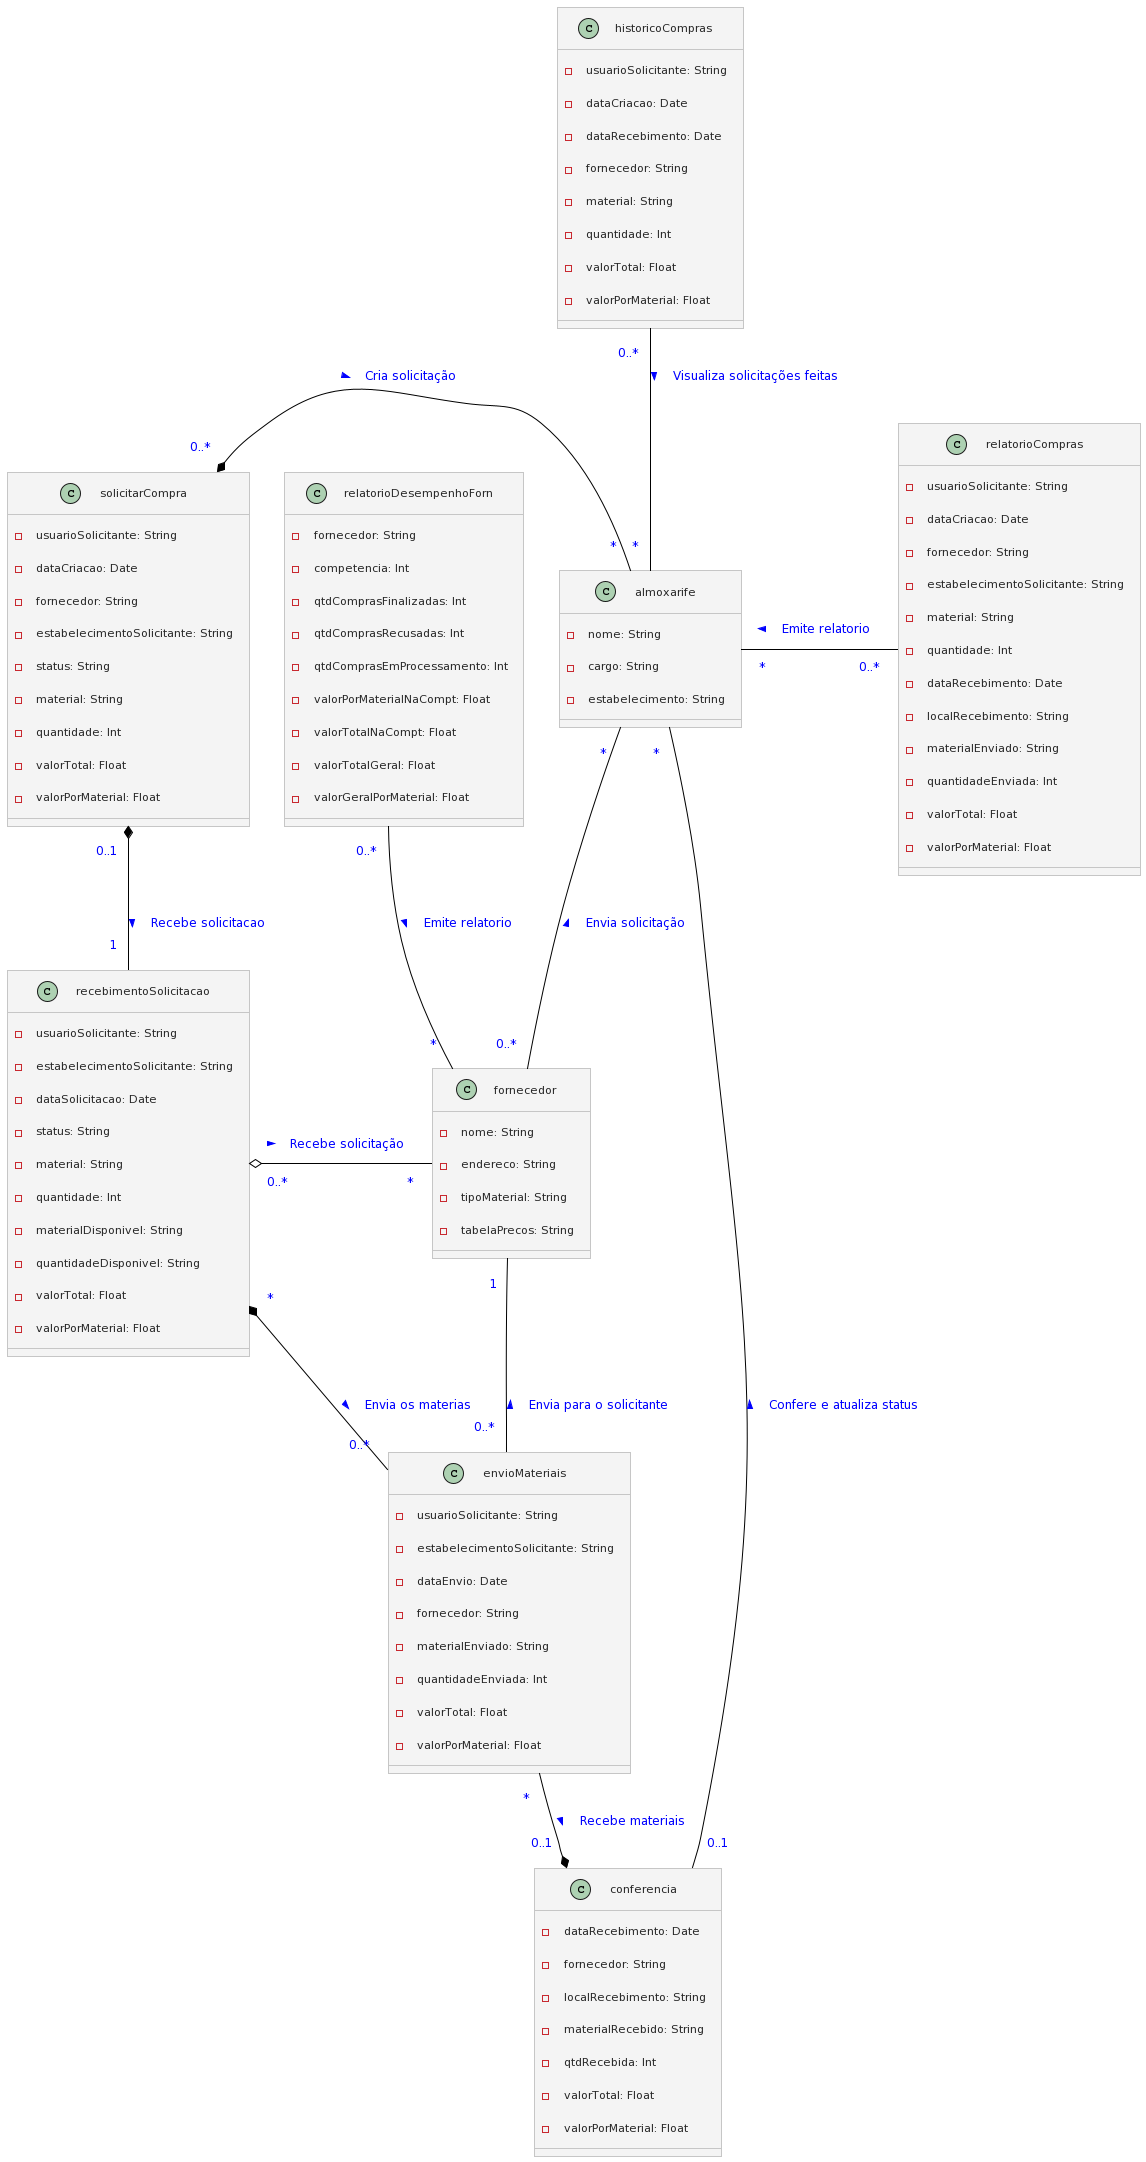 C historicoCompras
usuarioSolicitante: String
dataCriacao: Date
dataRecebimento: Date
fornecedor: String
material: String
quantidade: Int
valorTotal: Float
valorPorMaterial: Float
0..*
Visualiza solicitações feitas
Cria solicitação
0..*
* *
C solicitarCompra
usuarioSolicitante: String
dataCriacao: Date
fornecedor: String
estabelecimentoSolicitante: String
status: String
material: String
quantidade: Int
valorTotal: Float
valorPorMaterial: Float
C relatorioDesempenhoForn
fornecedor: String
competencia: Int
qtdComprasFinalizadas: Int
qtdComprasRecusadas: Int
qtdComprasEmProcessamento: Int
valorPorMaterialNaCompt: Float
valorTotalNaCompt: Float
valorTotalGeral: Float
valorGeralPorMaterial: Float
C almoxarife
nome: String
cargo: String
estabelecimento: String
Emite relatorio
* 0..*
C relatorioCompras
usuarioSolicitante: String
dataCriacao: Date
fornecedor: String
estabelecimentoSolicitante: String
material: String
quantidade: Int
dataRecebimento: Date
localRecebimento: String
materialEnviado: String
quantidadeEnviada: Int
valorTotal: Float
valorPorMaterial: Float
* *
0..1
Recebe solicitacao
1
0..*
Emite relatorio
*
Envia solicitação
0..*
C recebimentoSolicitacao
usuarioSolicitante: String
estabelecimentoSolicitante: String
dataSolicitacao: Date
status: String
material: String
quantidade: Int
materialDisponivel: String
quantidadeDisponivel: String
valorTotal: Float
valorPorMaterial: Float
Recebe solicitação
0..* *
C fornecedor
nome: String
endereco: String
tipoMaterial: String
tabelaPrecos: String
*
Envia os materias
0..*
1
Envia para o solicitante
0..*
Confere e atualiza status
C envioMateriais
usuarioSolicitante: String
estabelecimentoSolicitante: String
dataEnvio: Date
fornecedor: String
materialEnviado: String
quantidadeEnviada: Int
valorTotal: Float
valorPorMaterial: Float
*
Recebe materiais
0..1
0..1
C conferencia
dataRecebimento: Date
fornecedor: String
localRecebimento: String
materialRecebido: String
qtdRecebida: Int
valorTotal: Float
valorPorMaterial: Float